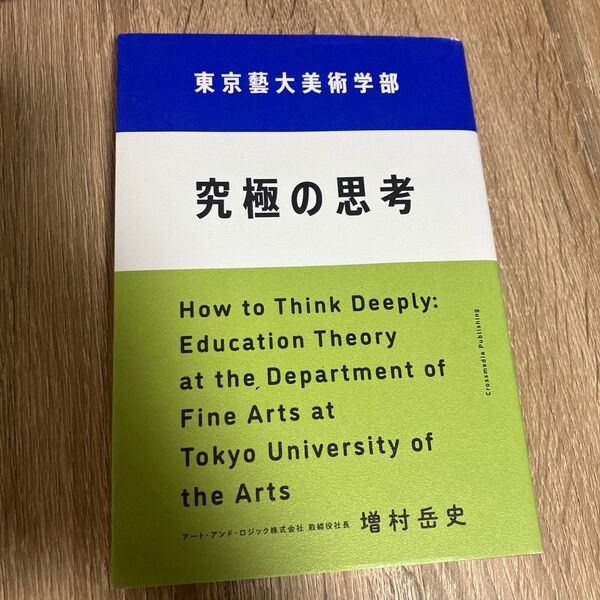 東京藝大美術学部
究極の思考
How to Think Deeply:
Education Theory
at the Department of
Fine Arts at
Tokyo University of
the Arts
Crossmedia Publishing
アート・アンド・ロジック株式会社 取締役社長 増村岳史